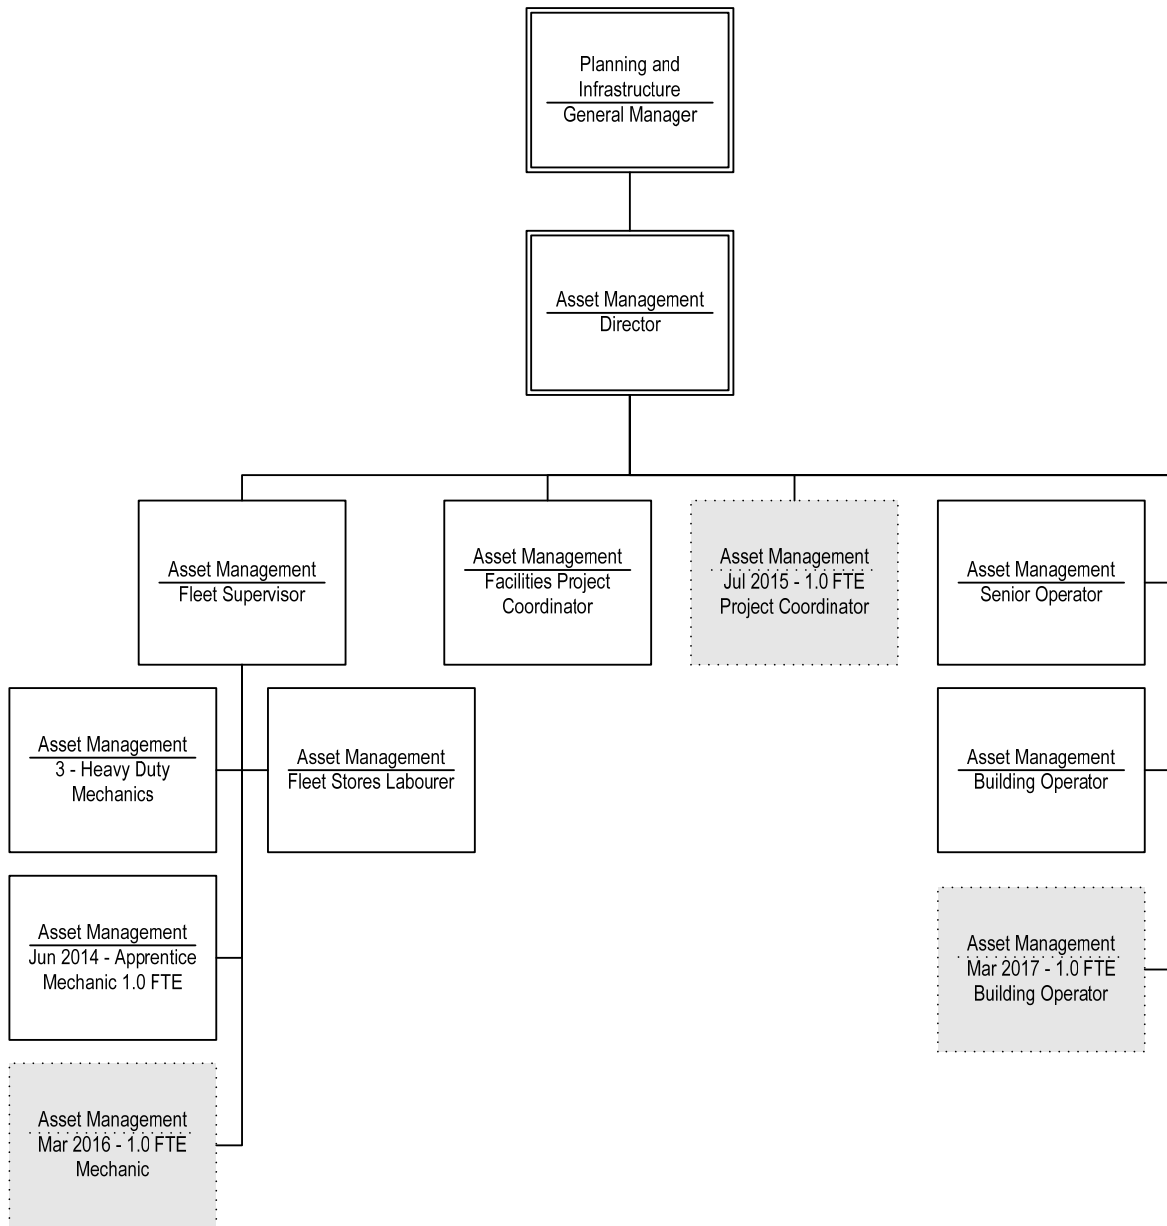 Planning and
Infrastructure
General Manager
Asset Management
Director
Asset Management
Fleet Supervisor
Asset Management
Facilities Project
Coordinator
Asset Management
Jul 2015 - 1.0 FTE
Project Coordinator
Asset Management
Senior Operator
Asset Management
3 - Heavy Duty
Mechanics
Asset Management
Fleet Stores Labourer
Asset Management
Building Operator
Asset Management
Jun 2014 - Apprentice
Mechanic 1.0 FTE
Asset Management
Mar 2017 - 1.0 FTE
Building Operator
Asset Management
Mar 2016 - 1.0 FTE
Mechanic